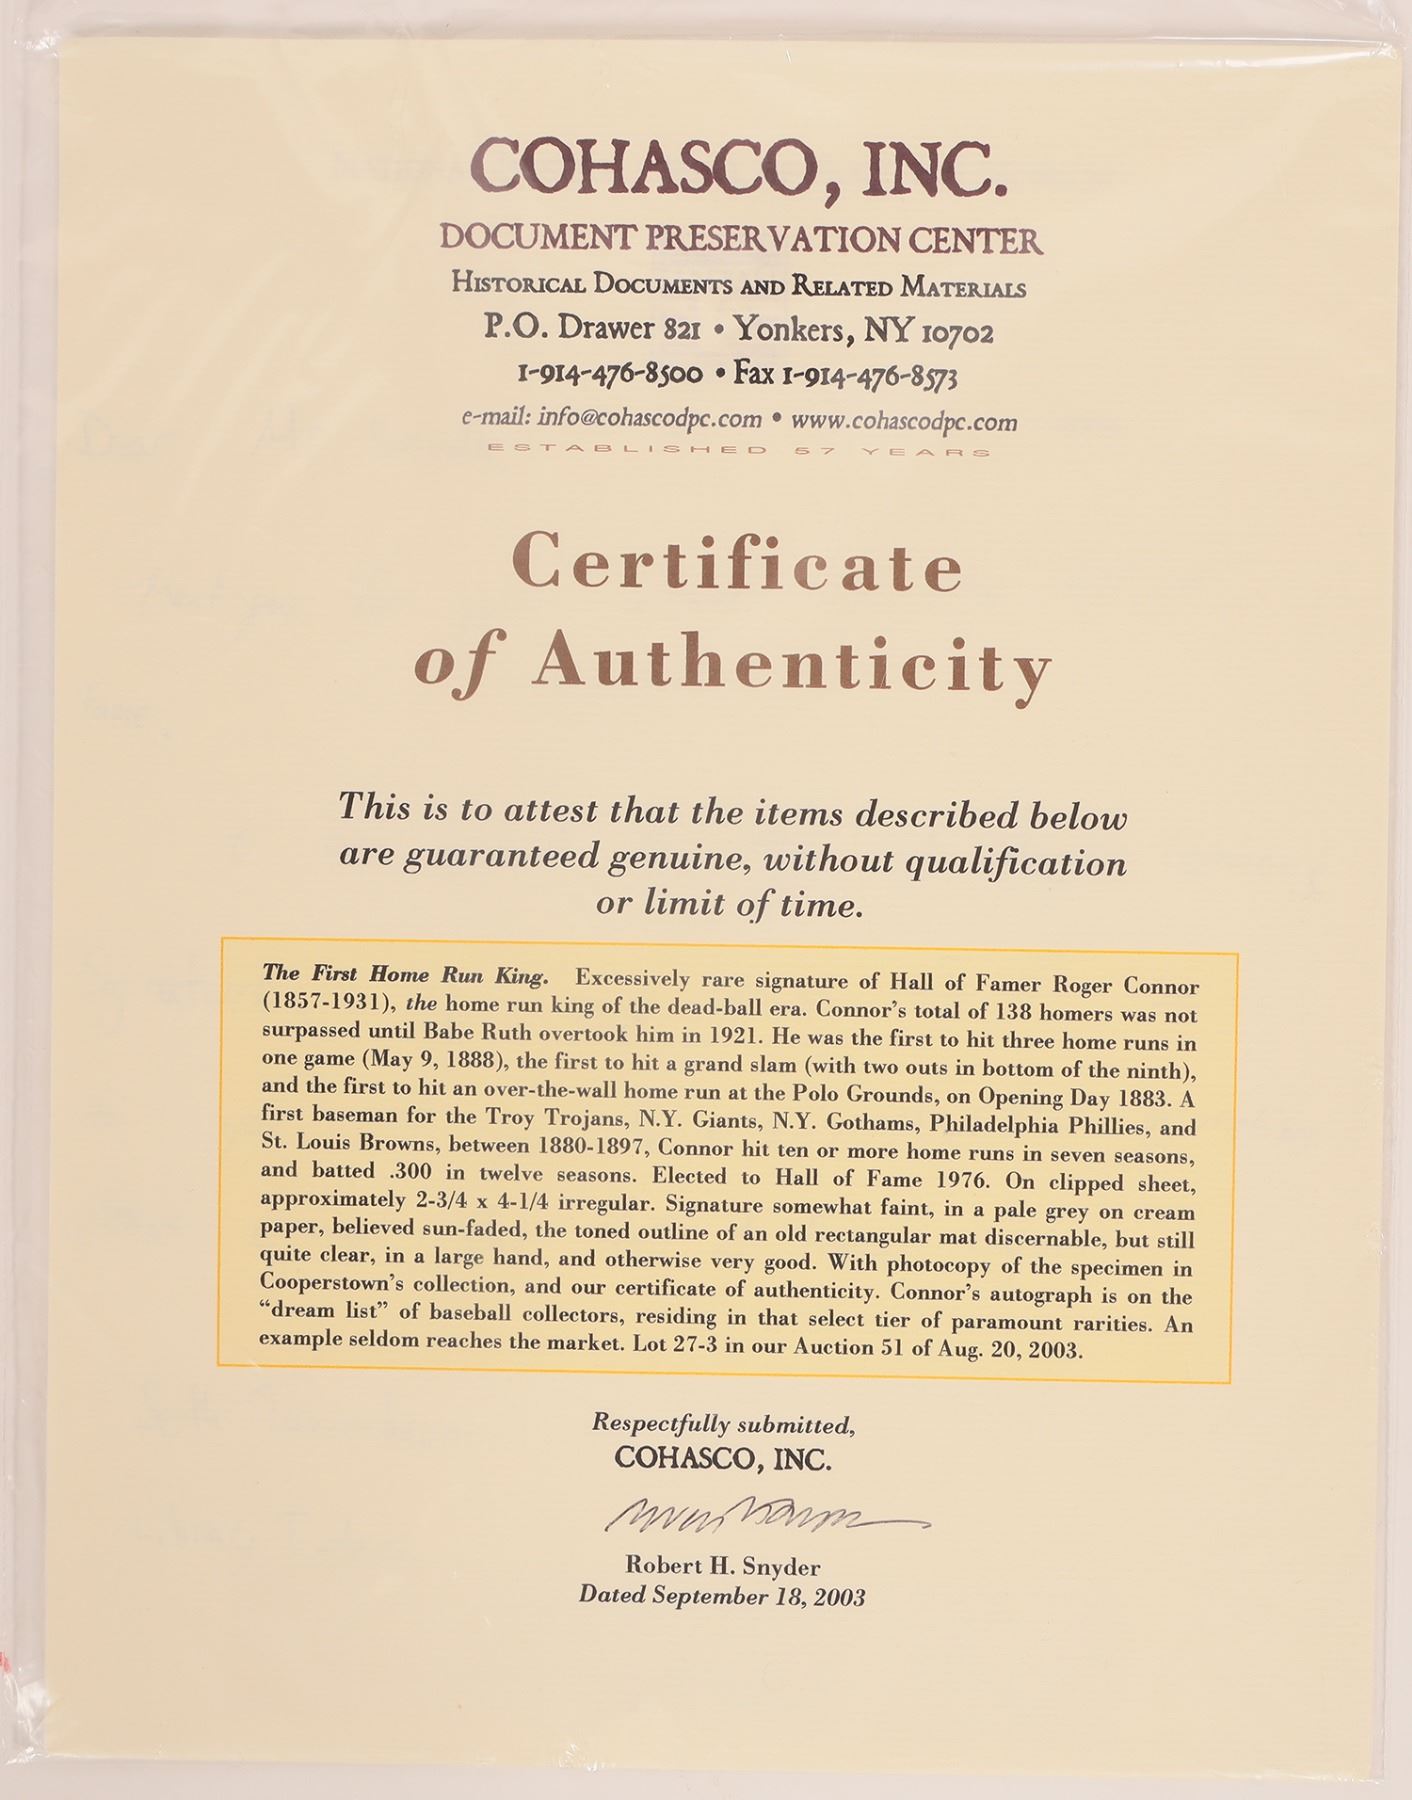 COHASCO, INC.
DOCUMENT PRESERVATION CENTER
HISTORICAL DOCUMENTS AND RELATED MATERIALS
P.O. Drawer 821 • Yonkers, NY 10702
1-914-476-8500 • Fax 1-914-476-8573
e-mail: info@cohascodpc.com • www.cohascodpc.com
ESTABLISHED 57 YEARS
Certificate
of Authenticity
This is to attest that the items described below
are guaranteed genuine, without qualification
or limit of time.
The First Home Run King. Excessively rare signature of Hall of Famer Roger Connor
(1857-1931), the home run king of the dead-ball era. Connor's total of 138 homers was not
surpassed until Babe Ruth overtook him in 1921. He was the first to hit three home runs in
one game (May 9, 1888), the first to hit a grand slam (with two outs in bottom of the ninth),
and the first to hit an over-the-wall home run at the Polo Grounds, on Opening Day 1883. A
first baseman for the Troy Trojans, N.Y. Giants, N.Y. Gothams, Philadelphia Phillies, and
St. Louis Browns, between 1880-1897, Connor hit ten or more home runs in seven seasons,
and batted .300 in twelve seasons. Elected to Hall of Fame 1976. On clipped sheet,
approximately 2-3/4 x 4-1/4 irregular. Signature somewhat faint, in a pale grey on cream
paper, believed sun-faded, the toned outline of an old rectangular mat discernable, but still
quite clear, in a large hand, and otherwise very good. With photocopy of the specimen in
Cooperstown's collection, and our certificate of authenticity. Connor's autograph is on the
“dream list” of baseball collectors, residing in that select tier of paramount rarities. An
example seldom reaches the market. Lot 27-3 in our Auction 51 of Aug. 20, 2003.
Respectfully submitted,
COHASCO, INC.
Robert H. Snyder
Dated September 18, 2003